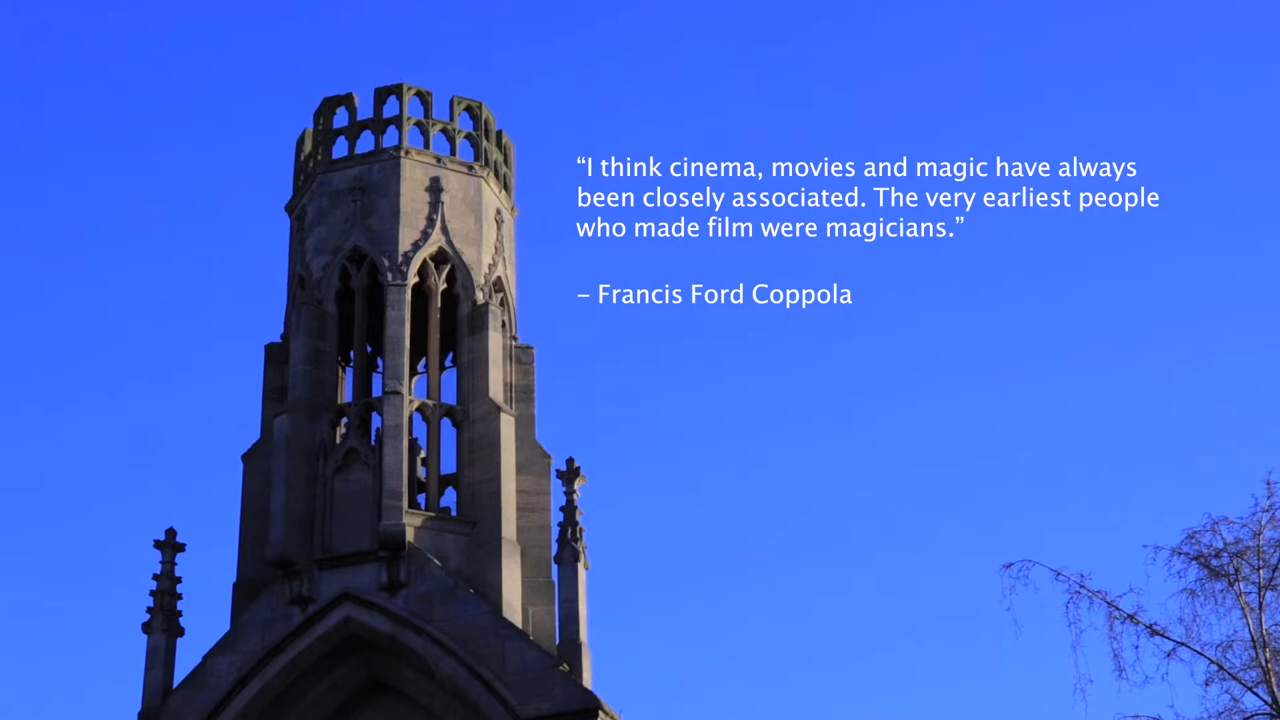 “I think cinema, movies and magic have always
been closely associated. The very earliest people
who made film were magicians.”
– Francis Ford Coppola